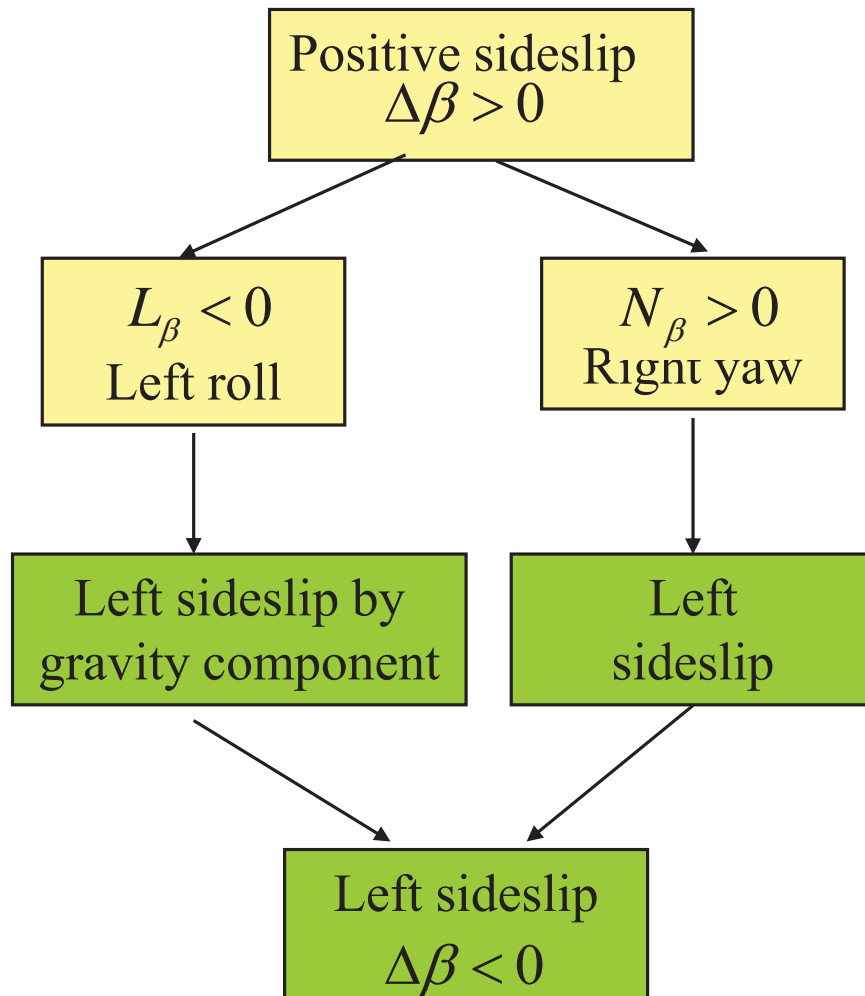 Positive sideslip
Δβ > 0
L_β < 0
Left roll
N_β > 0
Right yaw
Left sideslip by
gravity component
Left
sideslip
Left sideslip
Δβ < 0